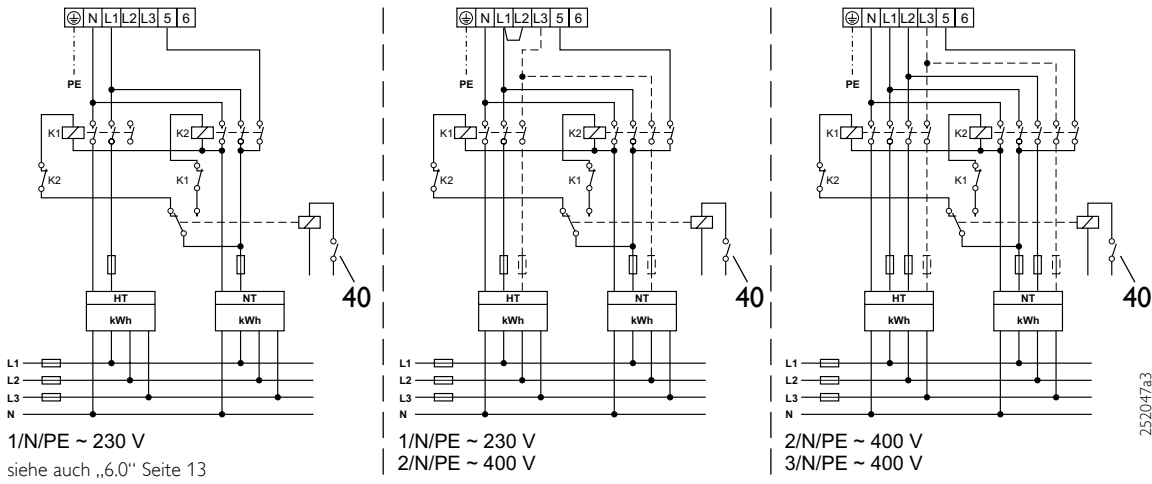 N L1 L2 L3 5 6
PE
K1
K2
K2
K1
40
HT
kWh
NT
kWh
L1
L2
L3
N
1/N/PE ~ 230 V
siehe auch „6.0“ Seite 13
N L1 L2 L3 5 6
PE
K1
K2
K2
K1
40
HT
kWh
NT
kWh
L1
L2
L3
N
1/N/PE ~ 230 V
2/N/PE ~ 400 V
N L1 L2 L3 5 6
PE
K1
K2
K2
K1
40
HT
kWh
NT
kWh
L1
L2
L3
N
2/N/PE ~ 400 V
3/N/PE ~ 400 V
252047a3